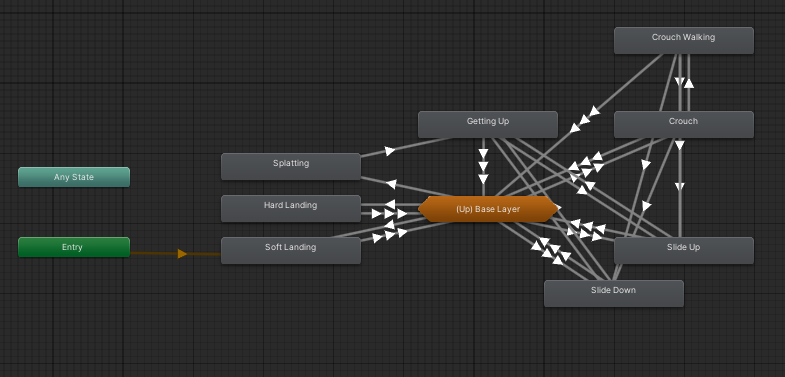 Crouch Walking
Getting Up
Crouch
Splatting
Any State
Hard Landing
(Up) Base Layer
Entry
Soft Landing
Slide Up
Slide Down